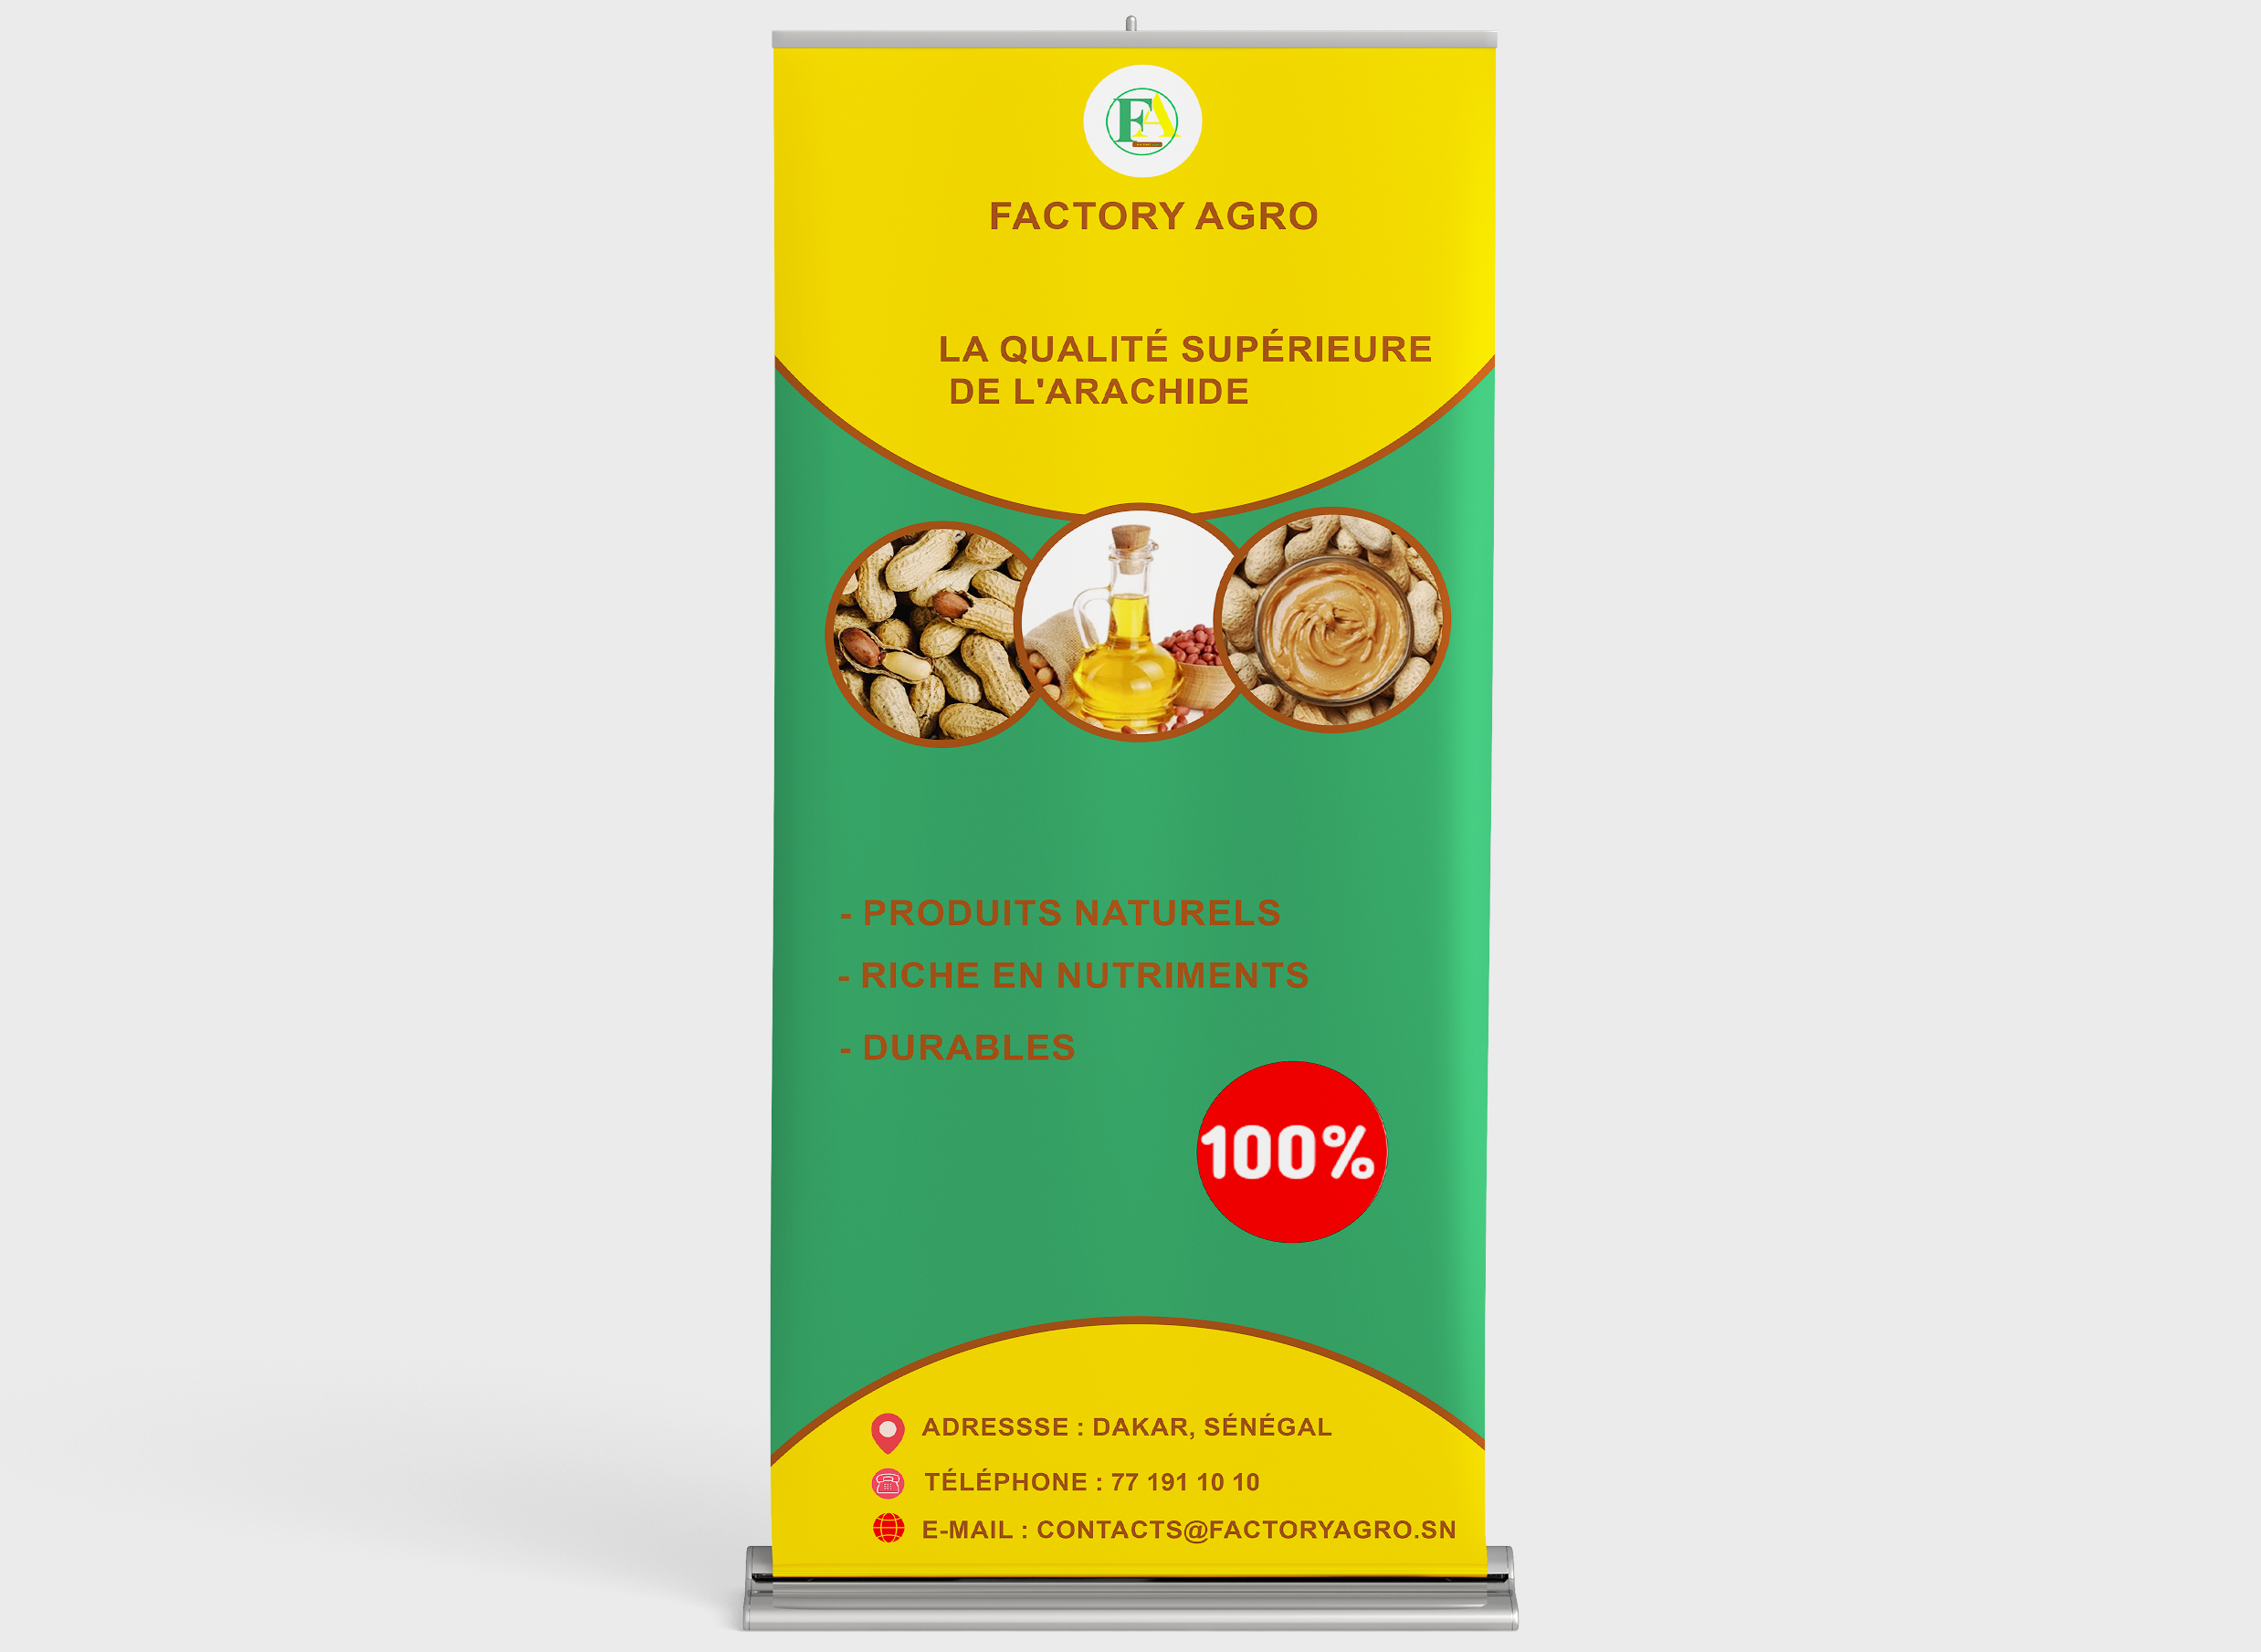 FA
FACTORY AGRO
LA QUALITÉ SUPÉRIEURE
DE L'ARACHIDE
- PRODUITS NATURELS
- RICHE EN NUTRIMENTS
- DURABLES
100%
ADRESSSE : DAKAR, SÉNÉGAL
TÉLÉPHONE : 77 191 10 10
E-MAIL : CONTACTS@FACTORYAGRO.SN